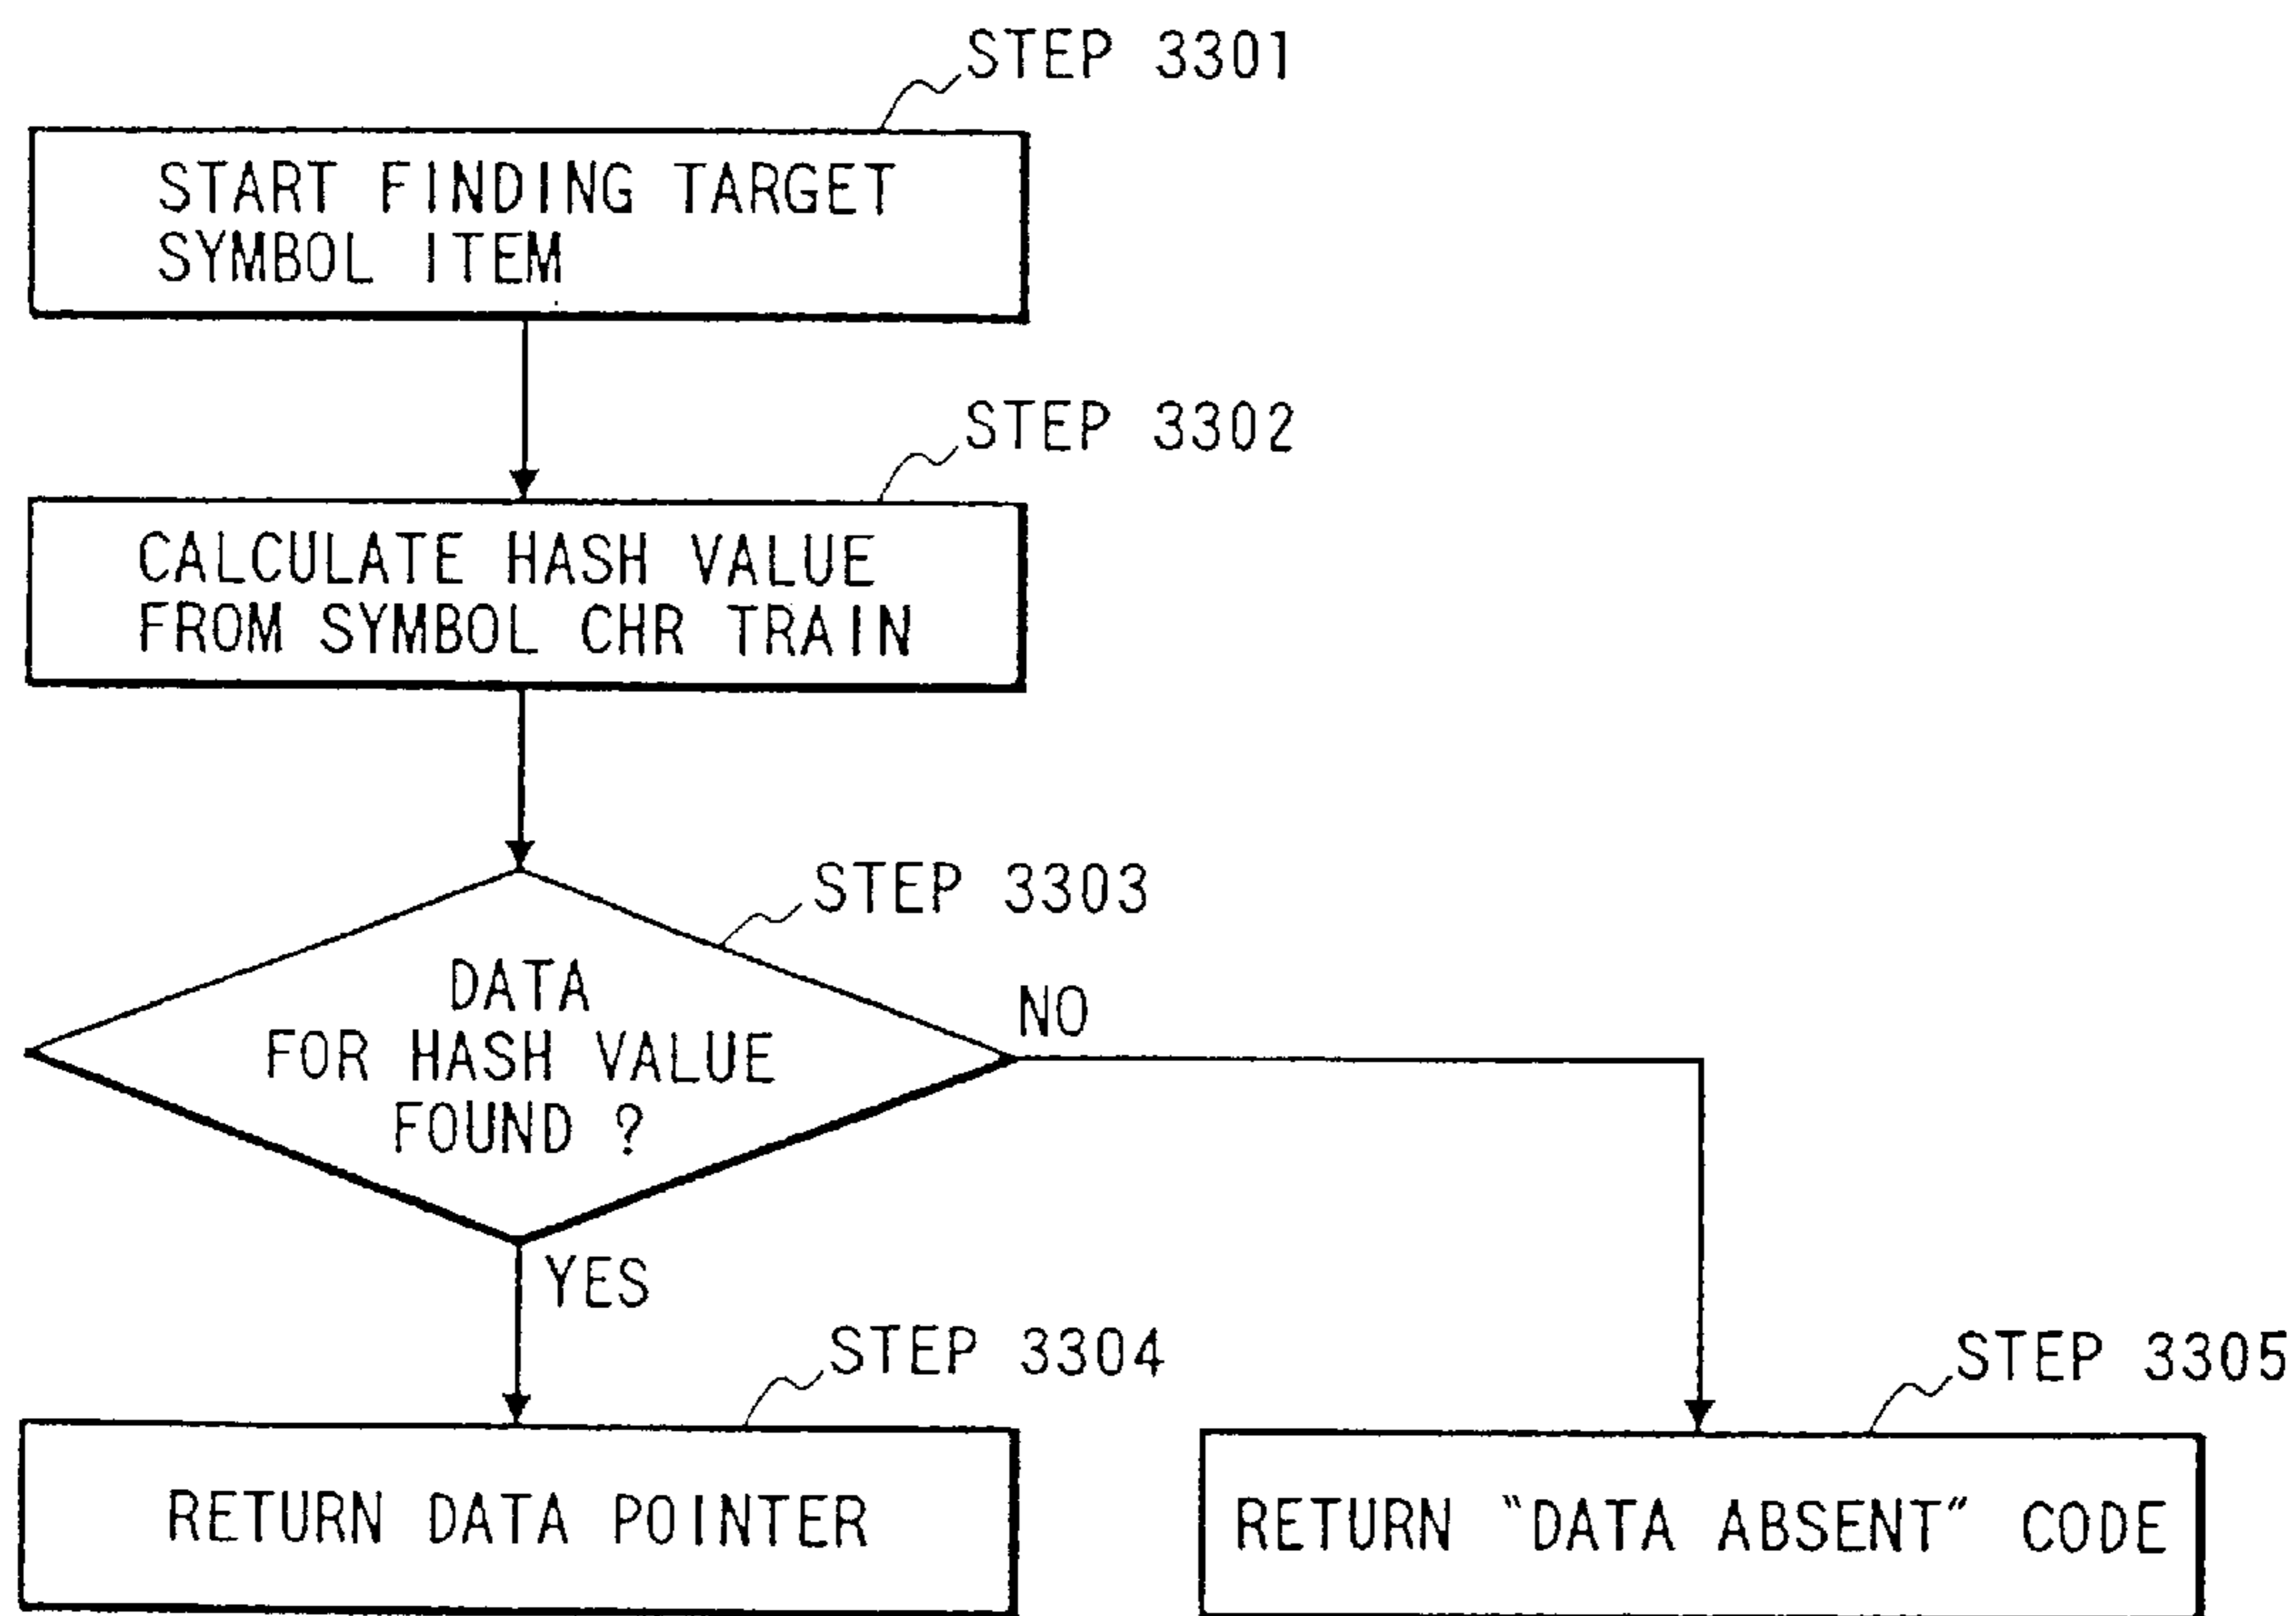 STEP 3301
START FINDING TARGET
SYMBOL ITEM
STEP 3302
CALCULATE HASH VALUE
FROM SYMBOL CHR TRAIN
STEP 3303
DATA
FOR HASH VALUE
FOUND ?
NO
YES
STEP 3304
RETURN DATA POINTER
STEP 3305
RETURN "DATA ABSENT" CODE